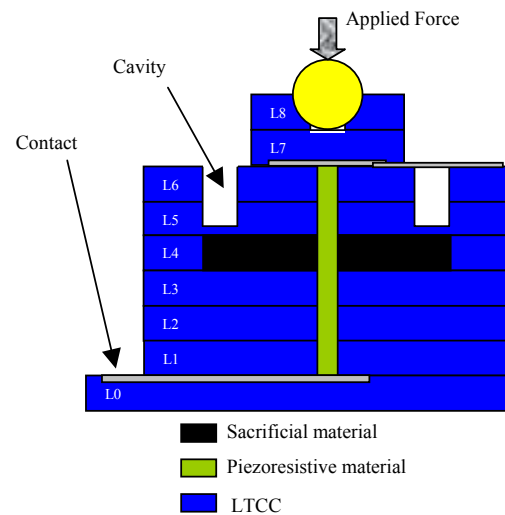 Applied Force
Cavity
Contact
L8
L7
L6
L5
L4
L3
L2
L1
L0
Sacrificial material
Piezoresistive material
LTCC